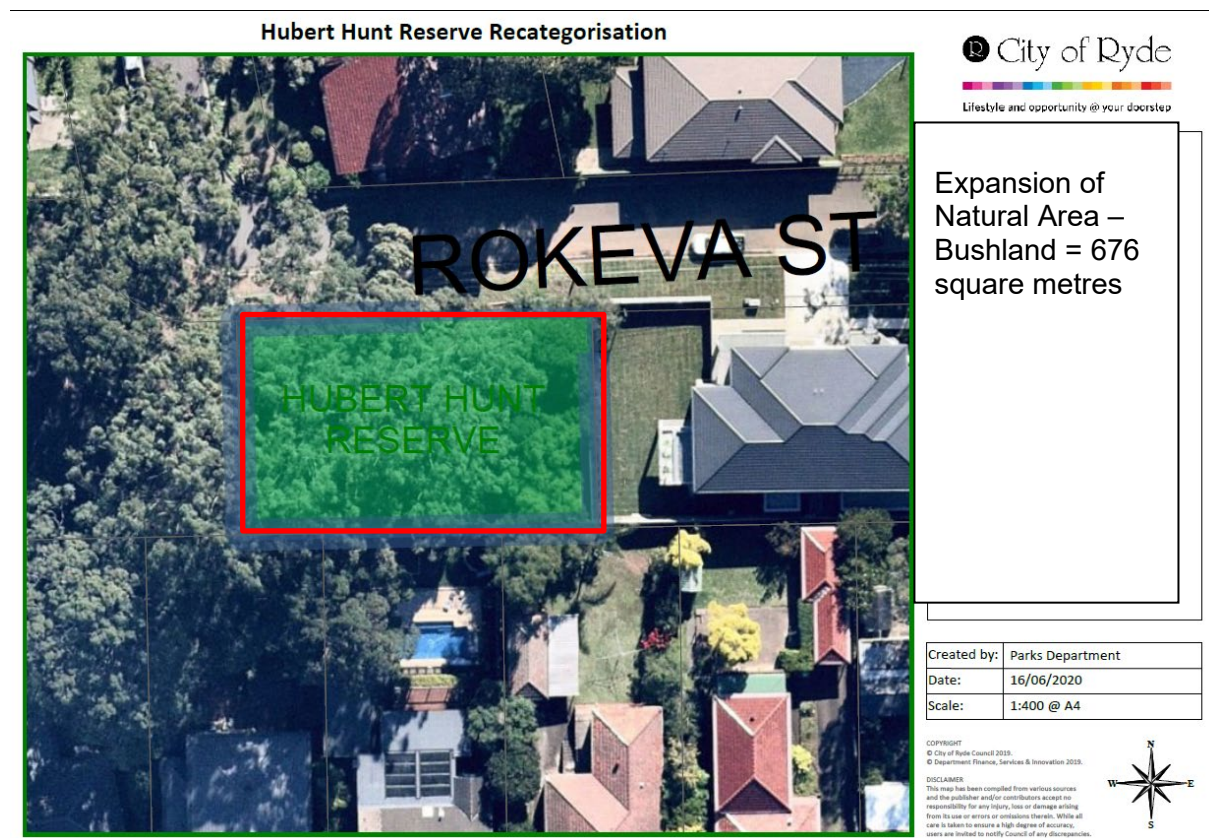 Hubert Hunt Reserve Recategorisation
R City of Ryde
Lifestyle and opportunity @ your doorstep
Expansion of
Natural Area –
Bushland = 676
square metres
ROKEVA ST
HUBERT HUNT
RESERVE
Created by: Parks Department
Date: 16/06/2020
Scale: 1:400 @ A4
COPYRIGHT
© City of Ryde Council 2019.
© Department Finance, Services & Innovation 2019.
DISCLAIMER
This map has been compiled from various sources
and the publisher and/or contributors accept no
responsibility for any injury, loss or damage arising
from its use or errors or omissions therein. While all
care is taken to ensure a high degree of accuracy,
users are invited to notify Council of any discrepancies.
N
W E
S